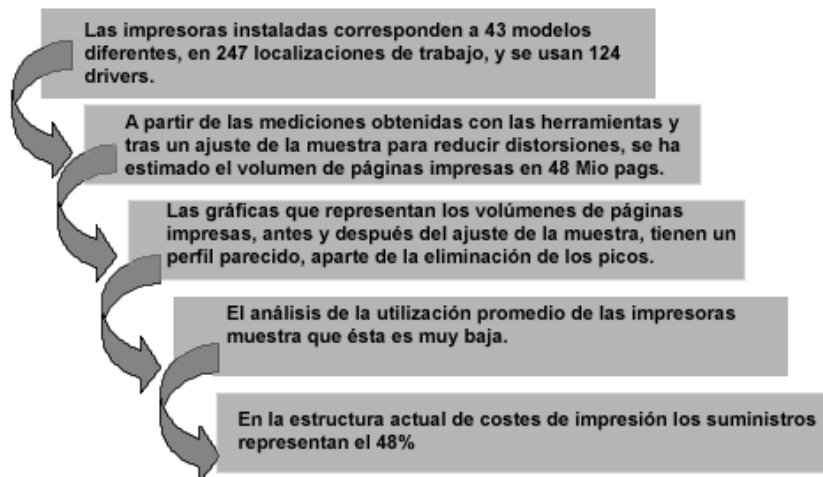 Las impresoras instaladas corresponden a 43 modelos
diferentes, en 247 localizaciones de trabajo, y se usan 124
drivers.
A partir de las mediciones obtenidas con las herramientas y
tras un ajuste de la muestra para reducir distorsiones, se ha
estimado el volumen de páginas impresas en 48 Mio pags.
Las gráficas que representan los volúmenes de páginas
impresas, antes y después del ajuste de la muestra, tienen un
perfil parecido, aparte de la eliminación de los picos.
El análisis de la utilización promedio de las impresoras
muestra que ésta es muy baja.
En la estructura actual de costes de impresión los suministros
representan el 48%